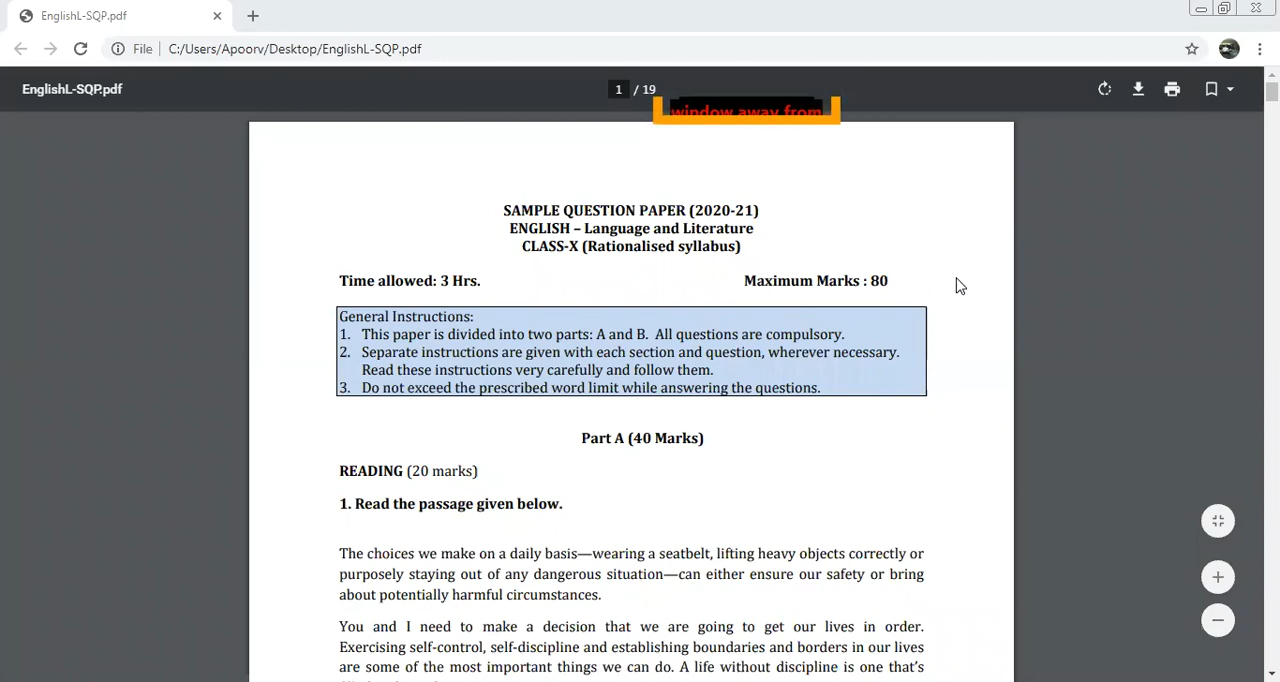 EnglishL-SQP.pdf
File
C:/Users/Apoorv/Desktop/EnglishL-SQP.pdf
EnglishL-SQP.pdf
1 / 19
window away from
SAMPLE QUESTION PAPER (2020-21)
ENGLISH – Language and Literature
CLASS-X (Rationalised syllabus)
Time allowed: 3 Hrs. Maximum Marks : 80
General Instructions:
1. This paper is divided into two parts: A and B. All questions are compulsory.
2. Separate instructions are given with each section and question, wherever necessary.
Read these instructions very carefully and follow them.
3. Do not exceed the prescribed word limit while answering the questions.
Part A (40 Marks)
READING (20 marks)
1. Read the passage given below.
The choices we make on a daily basis—wearing a seatbelt, lifting heavy objects correctly or
purposely staying out of any dangerous situation—can either ensure our safety or bring
about potentially harmful circumstances.
You and I need to make a decision that we are going to get our lives in order.
Exercising self-control, self-discipline and establishing boundaries and borders in our lives
are some of the most important things we can do. A life without discipline is one that's